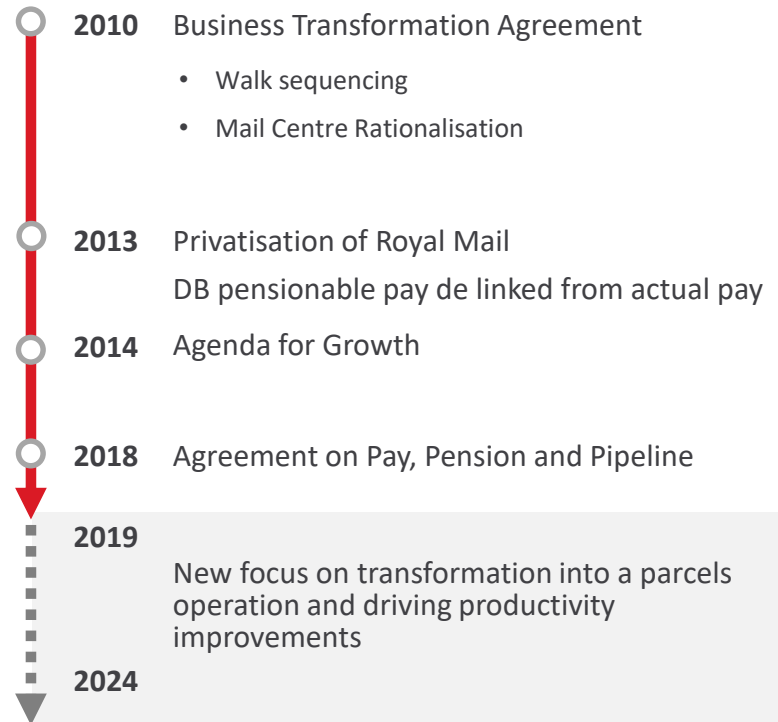 2010 Business Transformation Agreement
• Walk sequencing
• Mail Centre Rationalisation
2013 Privatisation of Royal Mail
DB pensionable pay de linked from actual pay
2014 Agenda for Growth
2018 Agreement on Pay, Pension and Pipeline
2019
New focus on transformation into a parcels
operation and driving productivity
improvements
2024